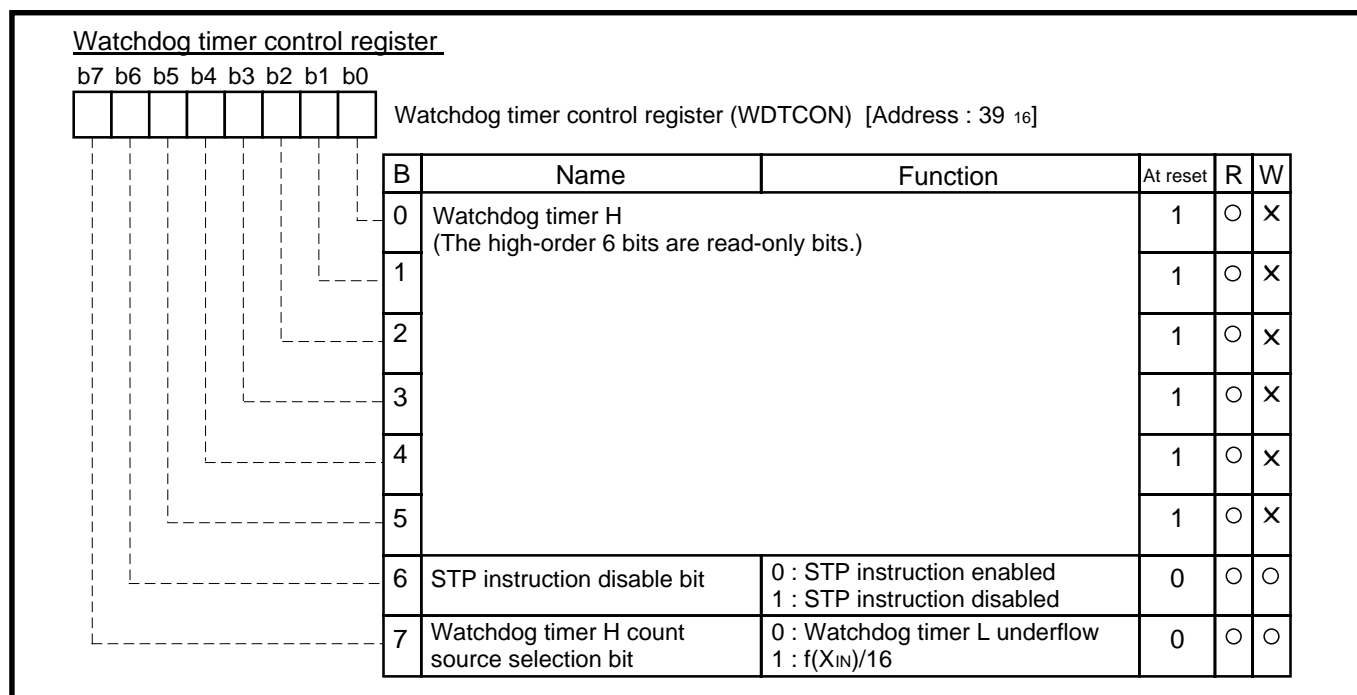 Watchdog timer control register
b7 b6 b5 b4 b3 b2 b1 b0
Watchdog timer control register (WDTCON) [Address : 39 16]
B Name Function At reset R W
0 Watchdog timer H 1 ○ ×
(The high-order 6 bits are read-only bits.)
1 1 ○ ×
2 1 ○ ×
3 1 ○ ×
4 1 ○ ×
5 1 ○ ×
6 STP instruction disable bit 0 : STP instruction enabled 0 ○ ○
1 : STP instruction disabled
7 Watchdog timer H count 0 : Watchdog timer L underflow 0 ○ ○
source selection bit 1 : f(XIN)/16